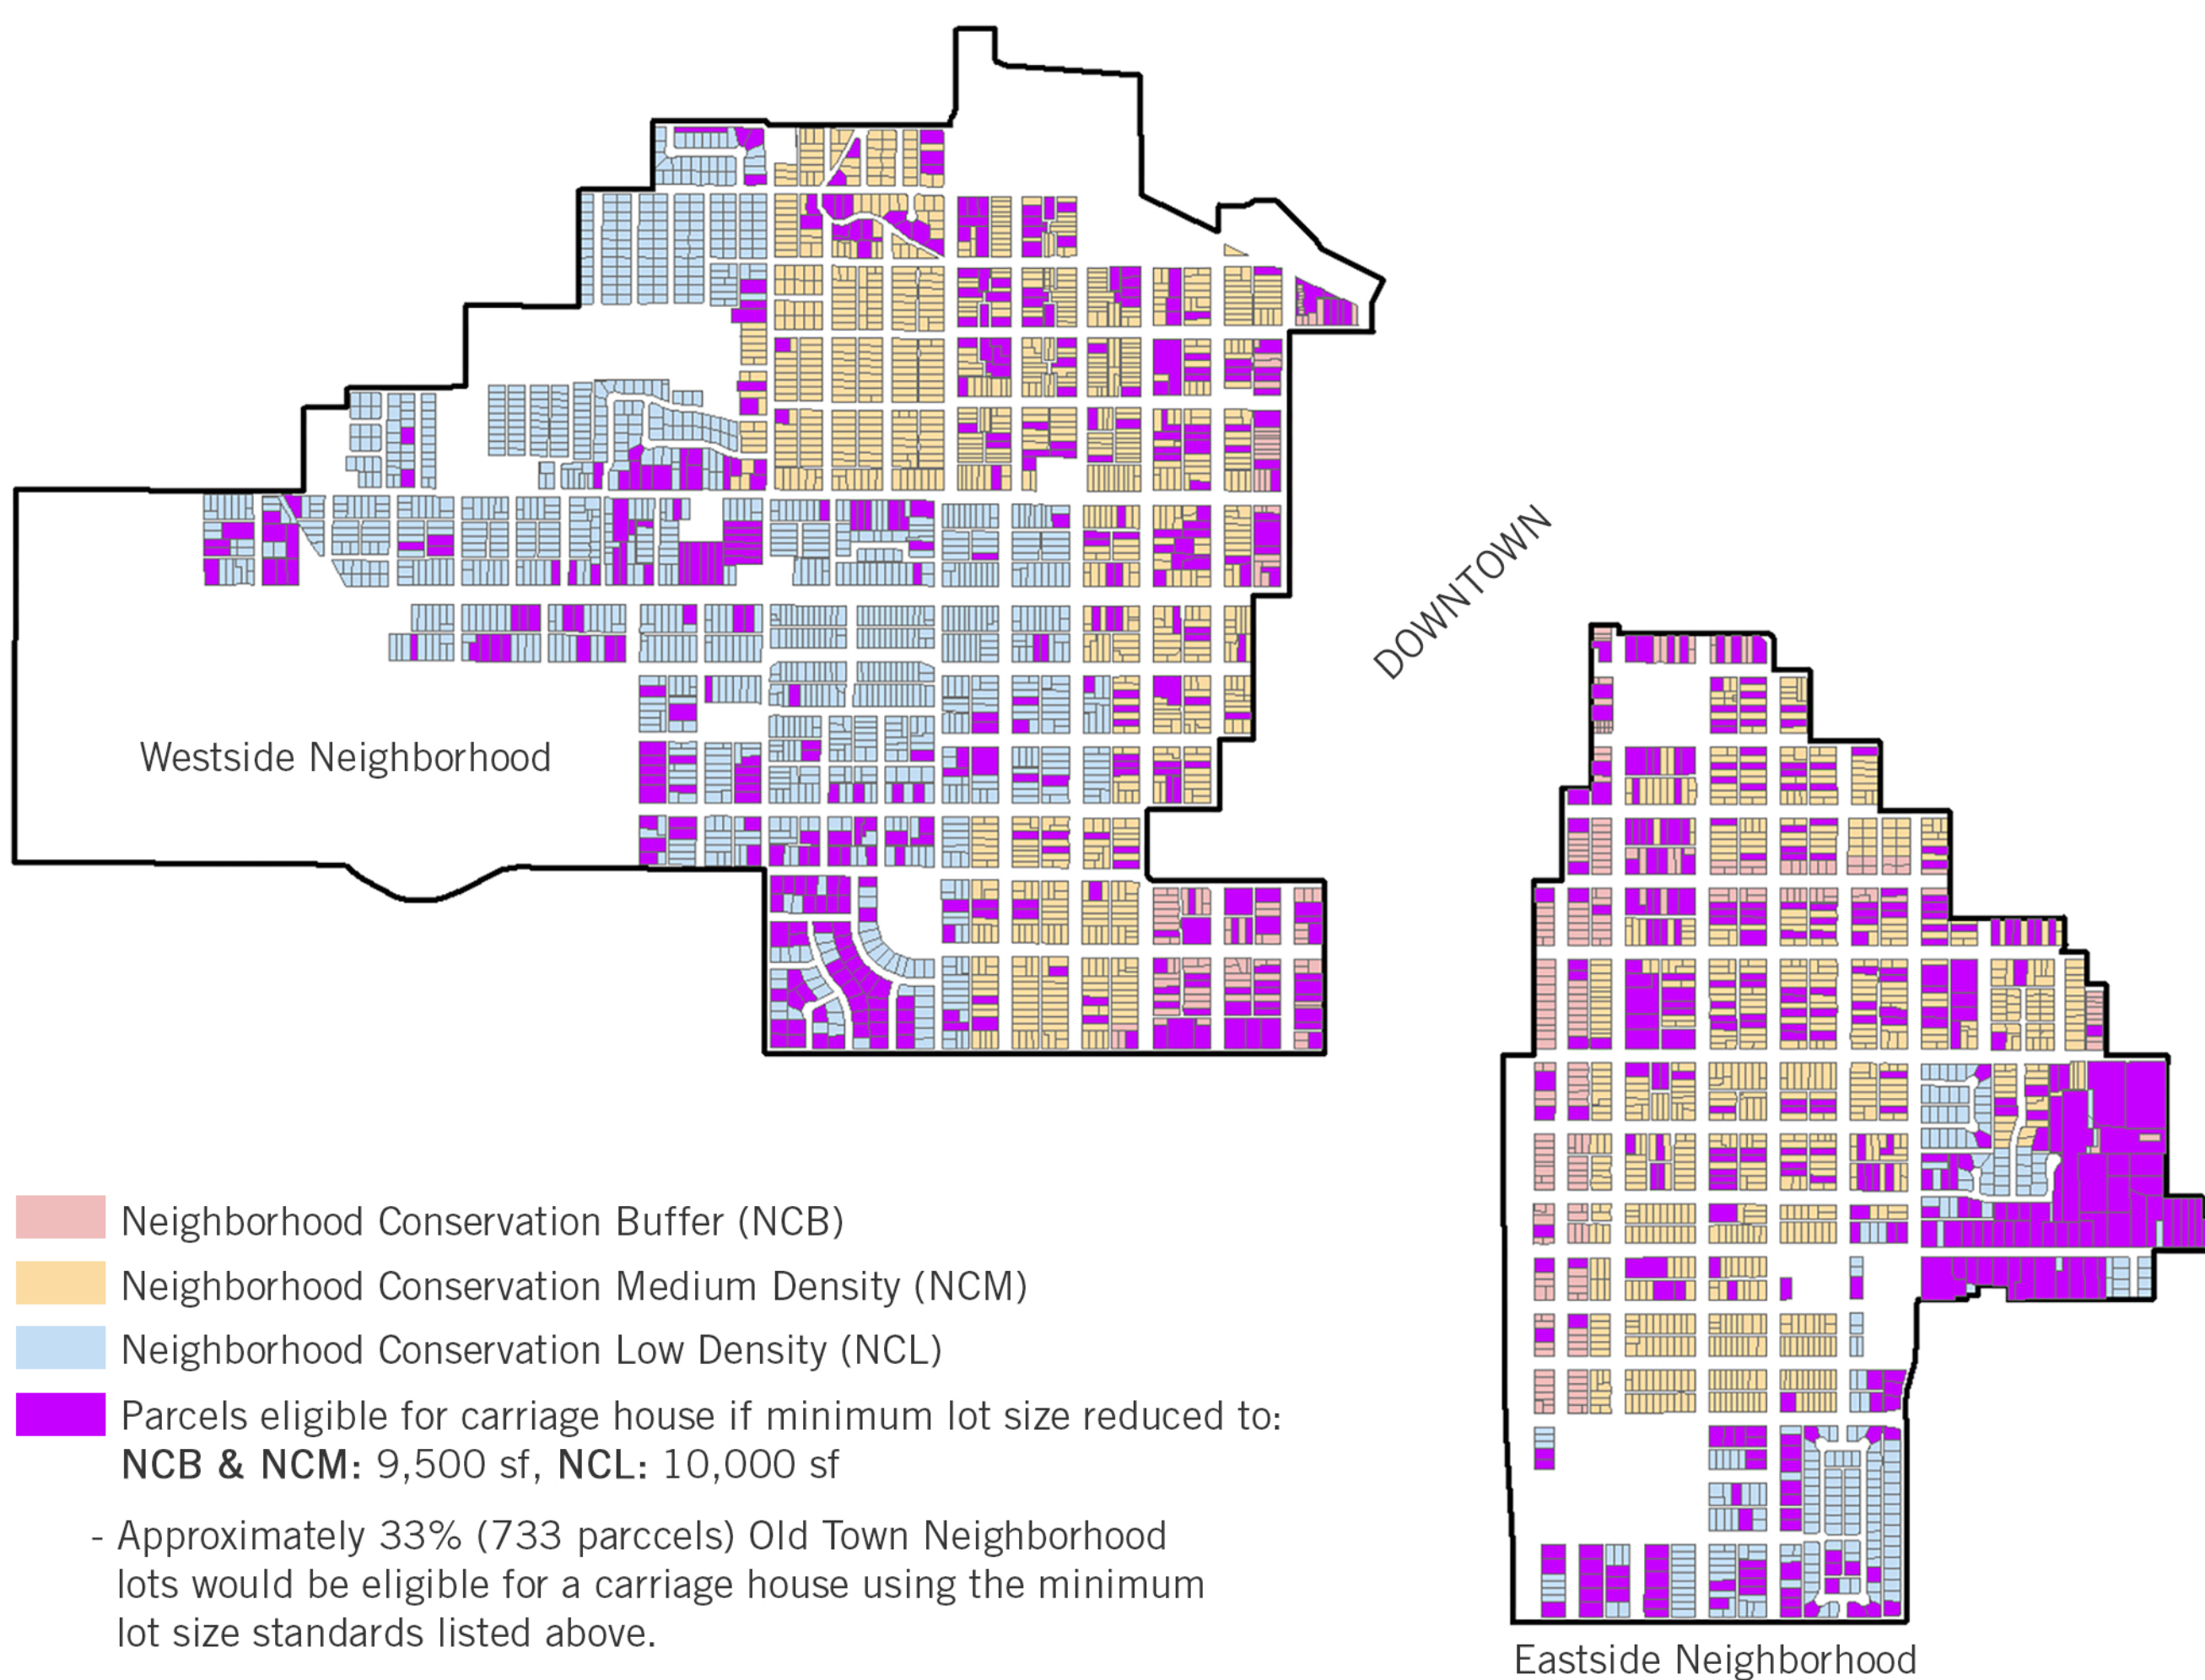 DOWNTOWN
Westside Neighborhood
Neighborhood Conservation Buffer (NCB)
Neighborhood Conservation Medium Density (NCM)
Neighborhood Conservation Low Density (NCL)
Parcels eligible for carriage house if minimum lot size reduced to:
NCB & NCM: 9,500 sf, NCL: 10,000 sf
- Approximately 33% (733 parccels) Old Town Neighborhood
lots would be eligible for a carriage house using the minimum
lot size standards listed above.
Eastside Neighborhood